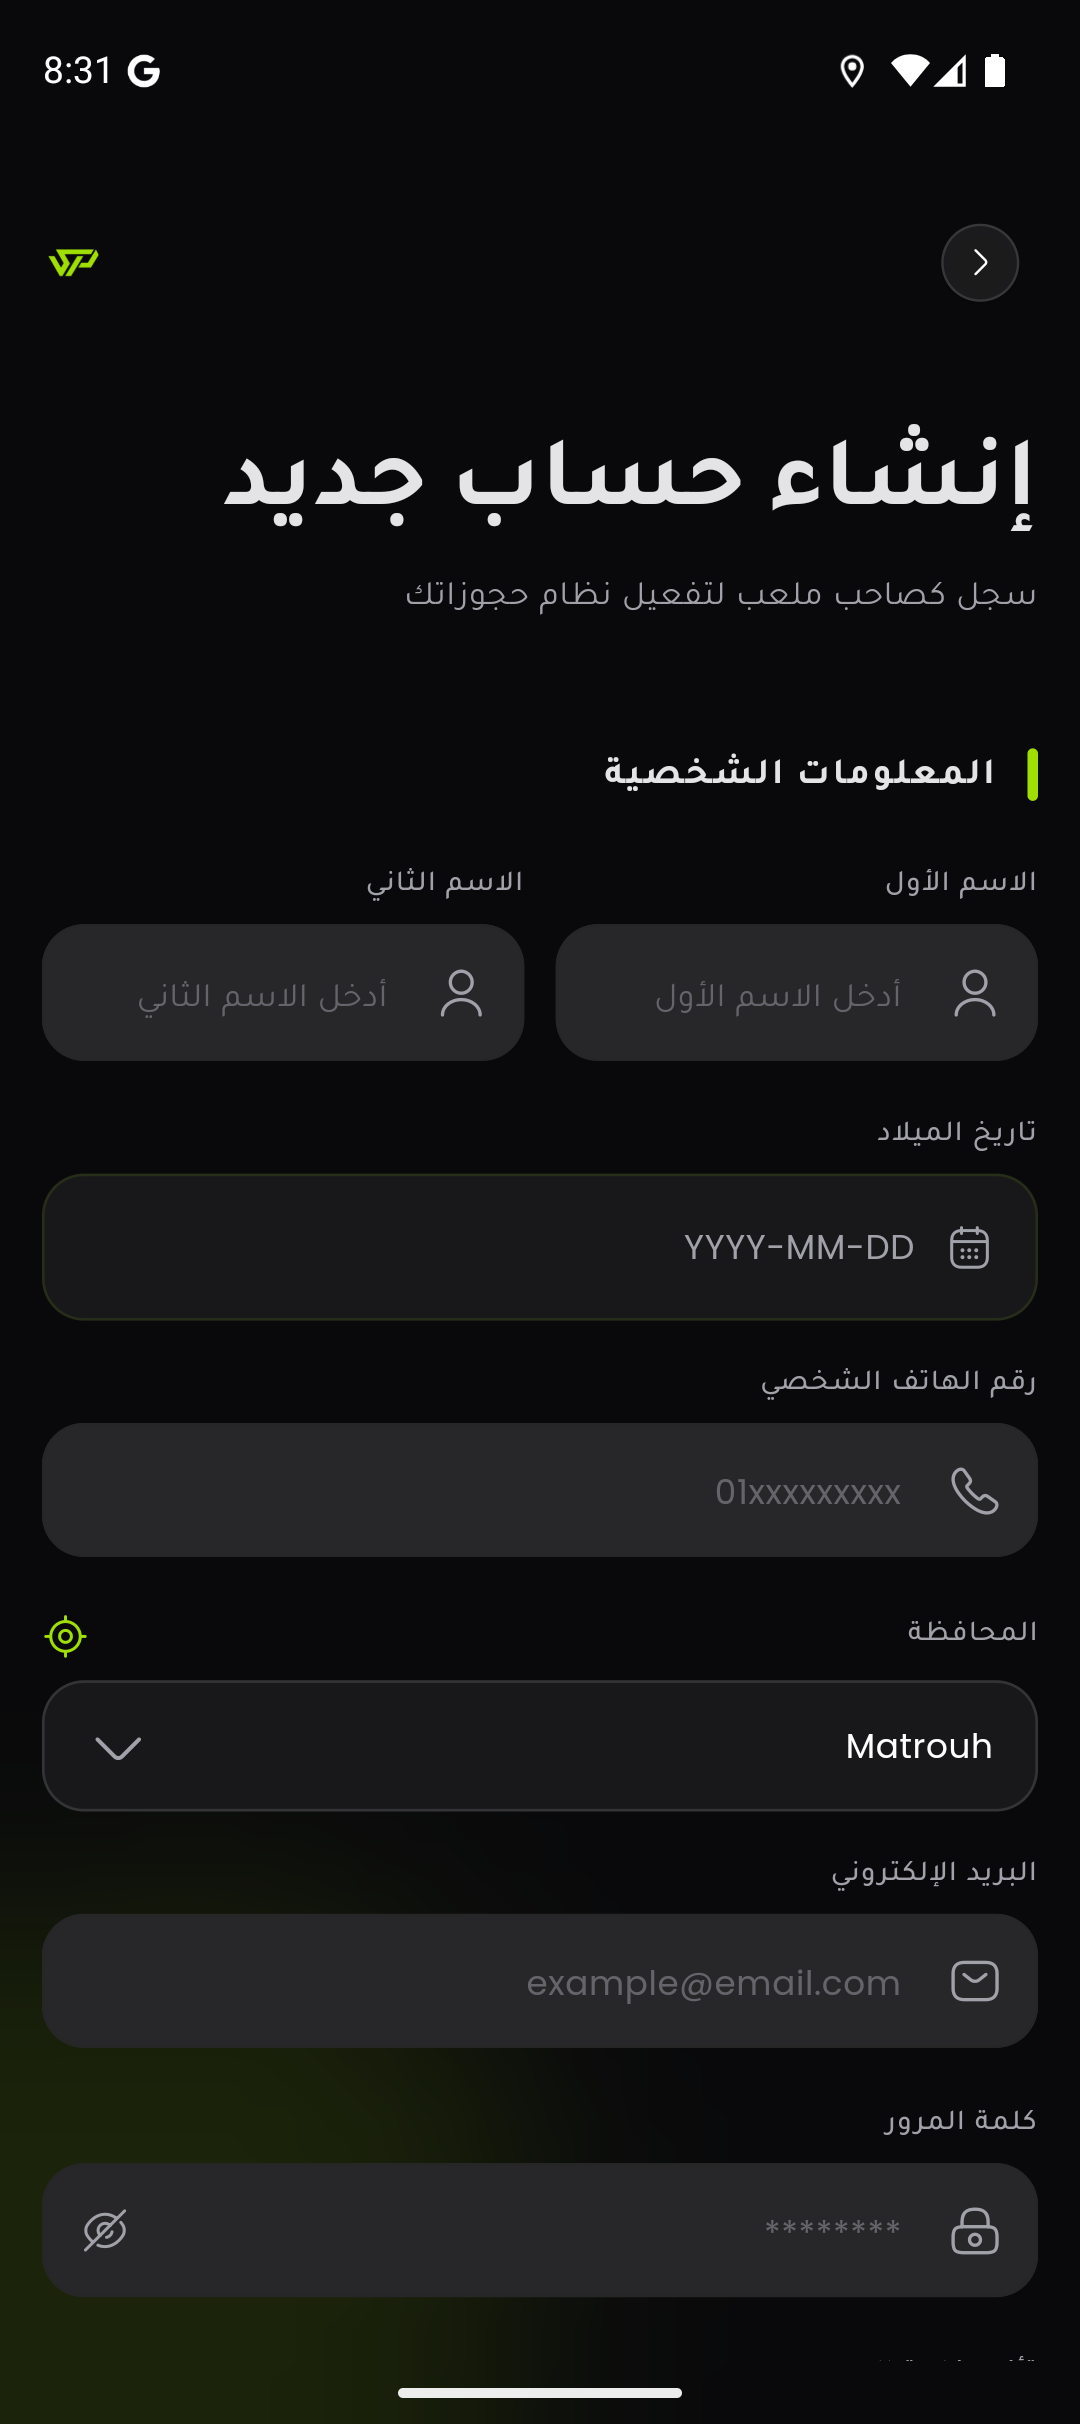 8:31
إنشاء حساب جديد
سجل كصاحب ملعب لتفعيل نظام حجوزاتك
المعلومات الشخصية
الاسم الأول
الاسم الثاني
أدخل الاسم الأول
أدخل الاسم الثاني
تاريخ الميلاد
YYYY-MM-DD
رقم الهاتف الشخصي
01xxxxxxxxx
المحافظة
Matrouh
البريد الإلكتروني
example@email.com
كلمة المرور
********